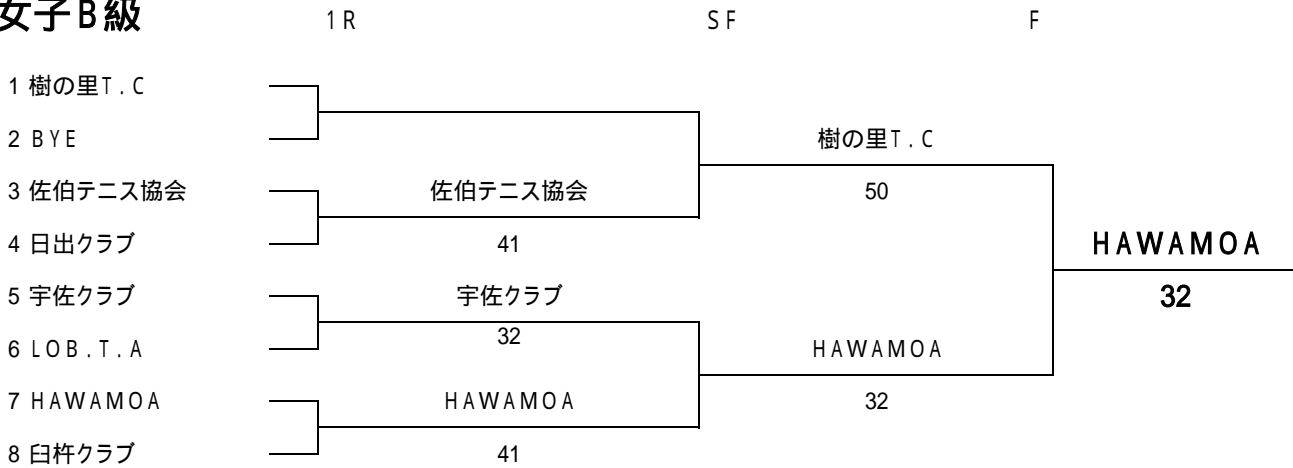 女子B級 1R SF F
1 樹の里T.C
2 BYE 樹の里T.C
3 佐伯テニス協会 佐伯テニス協会 50
4 日出クラブ 41 HAWAMOA
5 宇佐クラブ 宇佐クラブ 32
32
6 LOB.T.A HAWAMOA
7 HAWAMOA HAWAMOA 32
8 臼杵クラブ 41